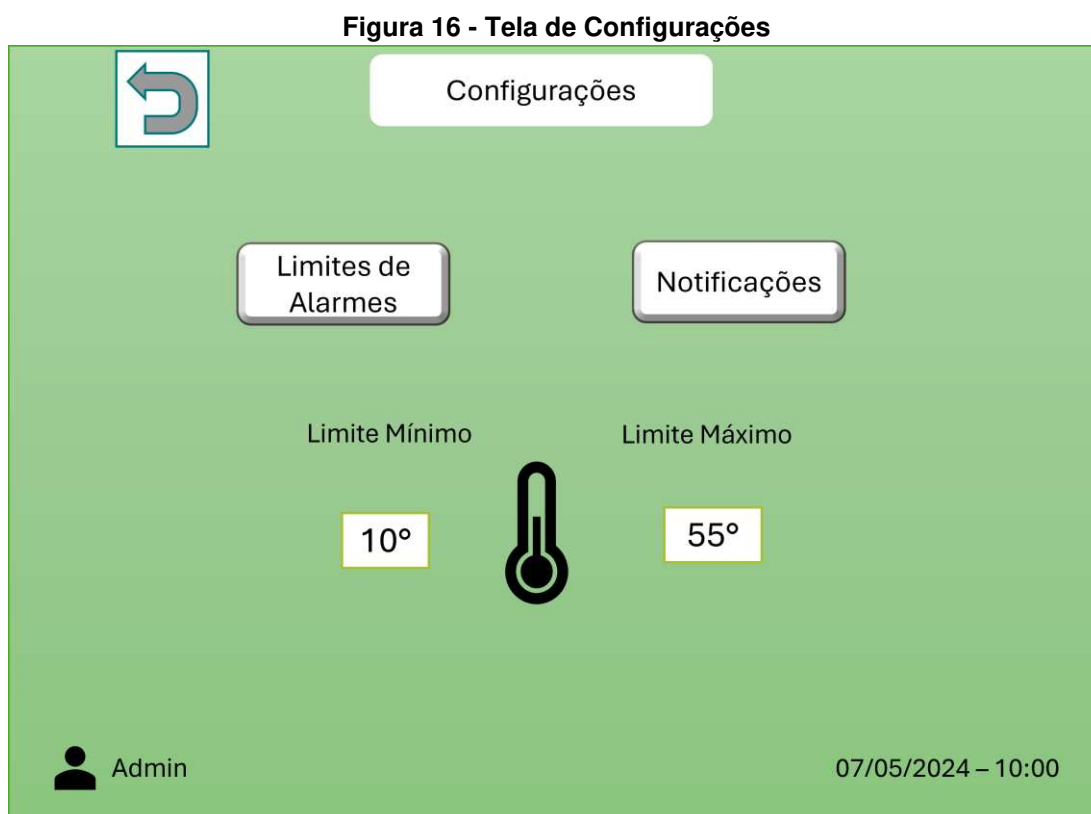 Figura 16 - Tela de Configurações
Configurações
Limites de
Alarmes
Notificações
Limite Mínimo
Limite Máximo
10°
55°
Admin
07/05/2024 – 10:00